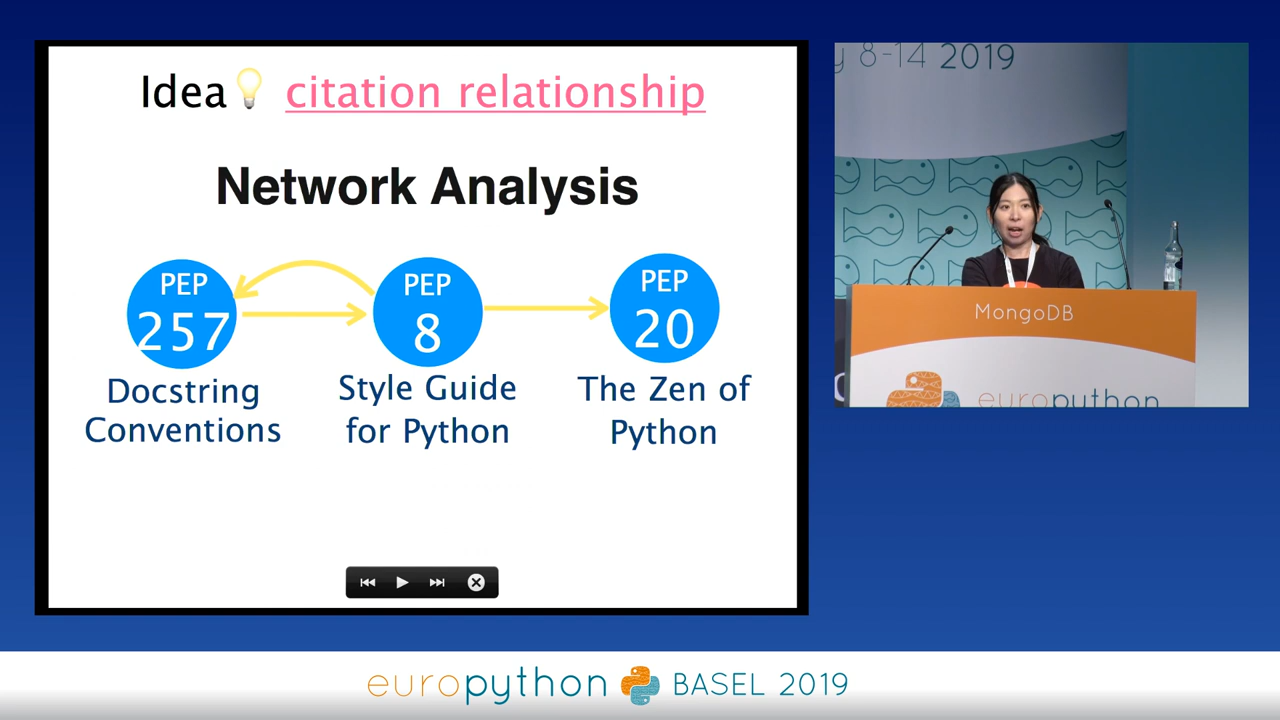 Idea citation relationship
Network Analysis
PEP
257
PEP
8
PEP
20
Docstring
Conventions
Style Guide
for Python
The Zen of
Python
8-14 2019
MongoDB
europython
europython BASEL 2019